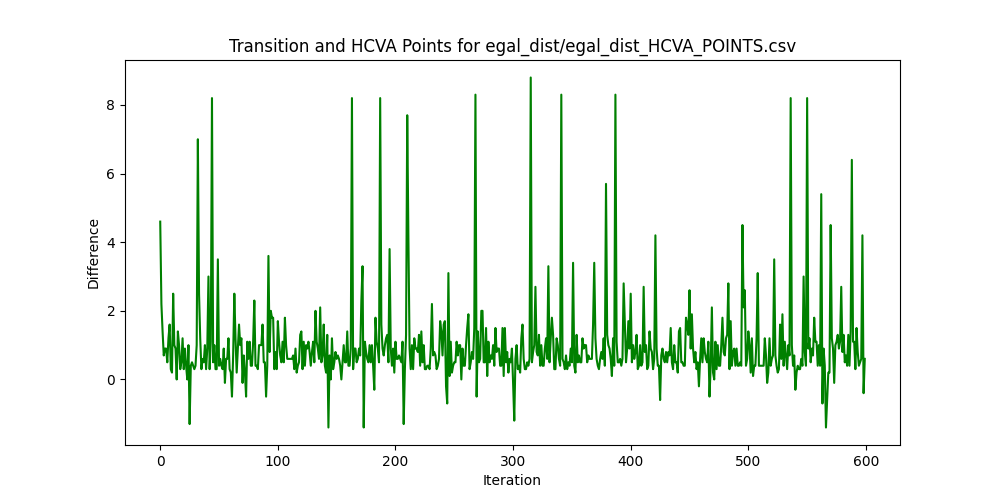 Transition and HCVA Points for egal_dist/egal_dist_HCVA_POINTS.csv
8
6
4
2
0
Difference
0 100 200 300 400 500 600
Iteration